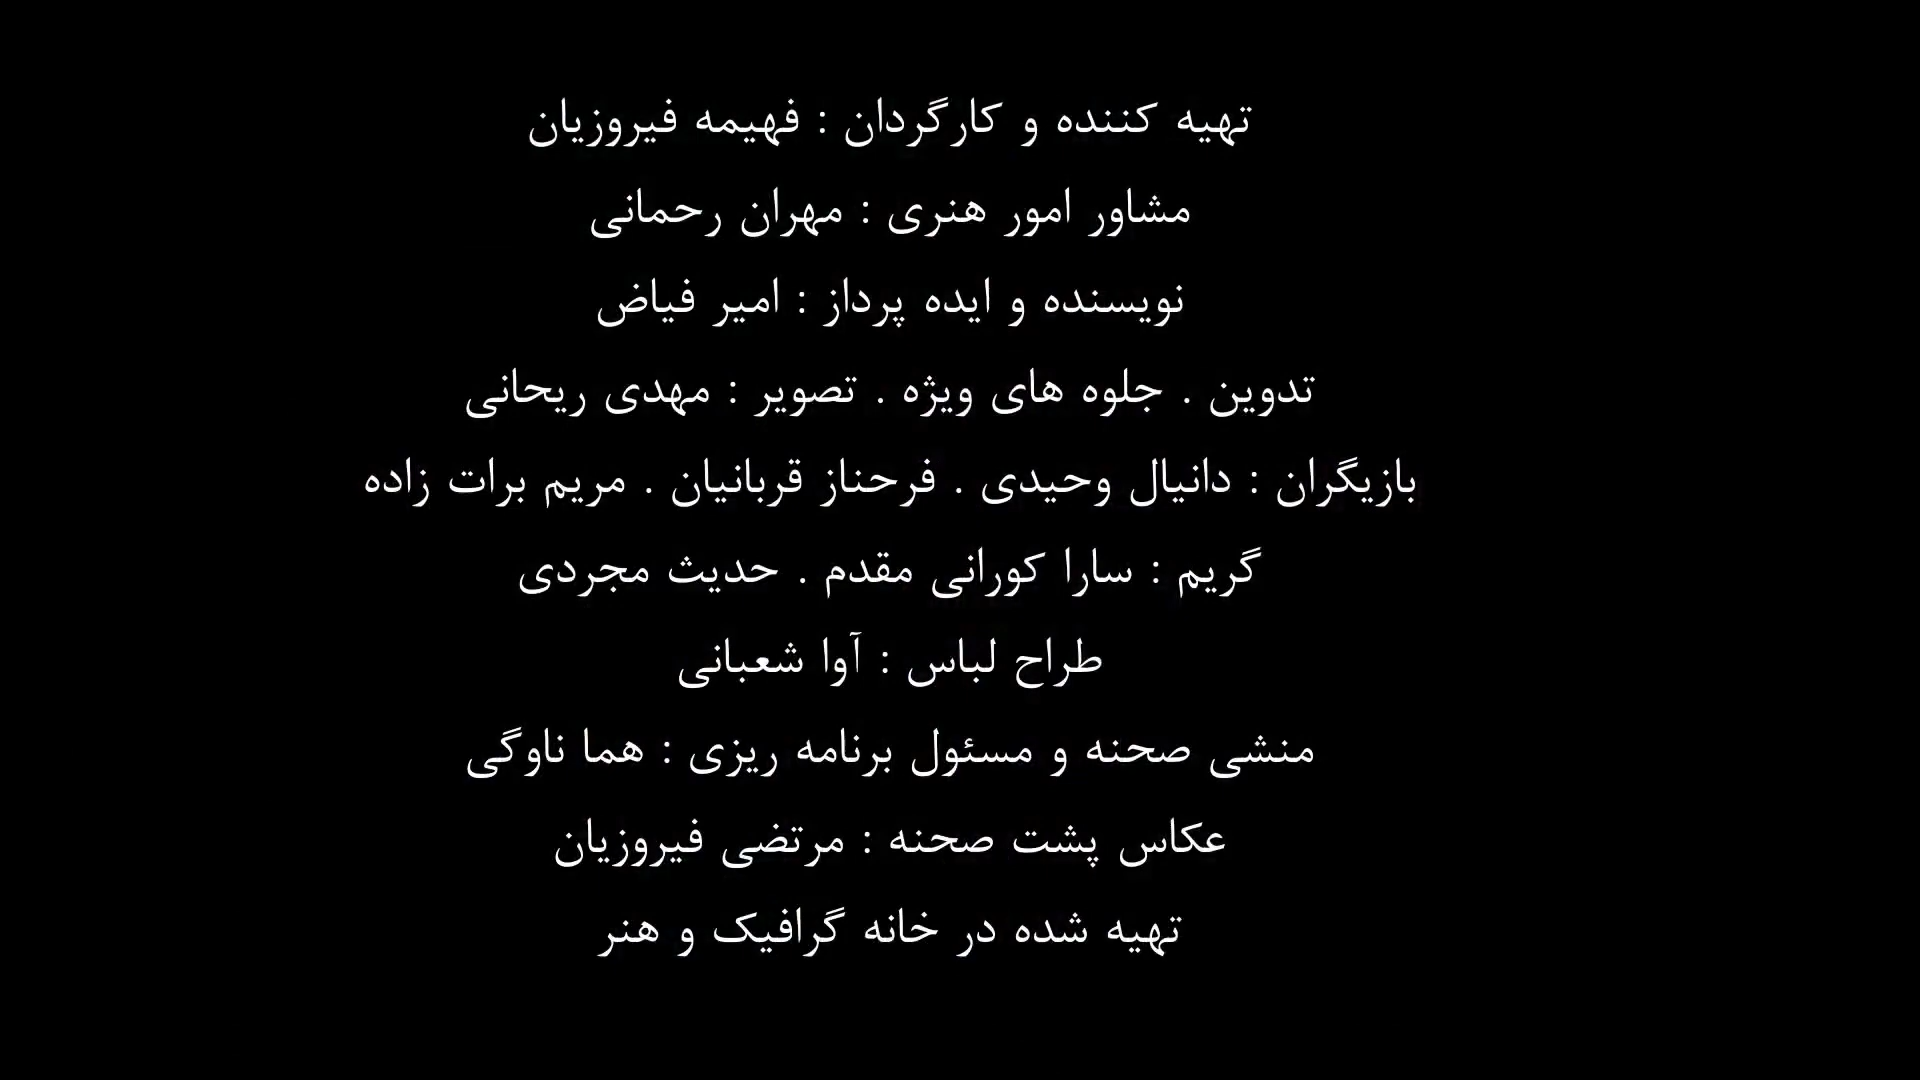 تهیه کننده و کارگردان : فهیمه فیروزیان
مشاور امور هنری : مهران رحمانی
نویسنده و ایده پرداز : امیر فیاض
تدوین . جلوه های ویژه . تصویر : مهدی ریحانی
بازیگران : دانیال وحیدی . فرحناز قربانیان . مریم برات زاده
گریم : سارا کورانی مقدم . حدیث مجردی
طراح لباس : آوا شعبانی
منشی صحنه و مسئول برنامه ریزی : هما ناوگی
عکاس پشت صحنه : مرتضی فیروزیان
تهیه شده در خانه گرافیک و هنر